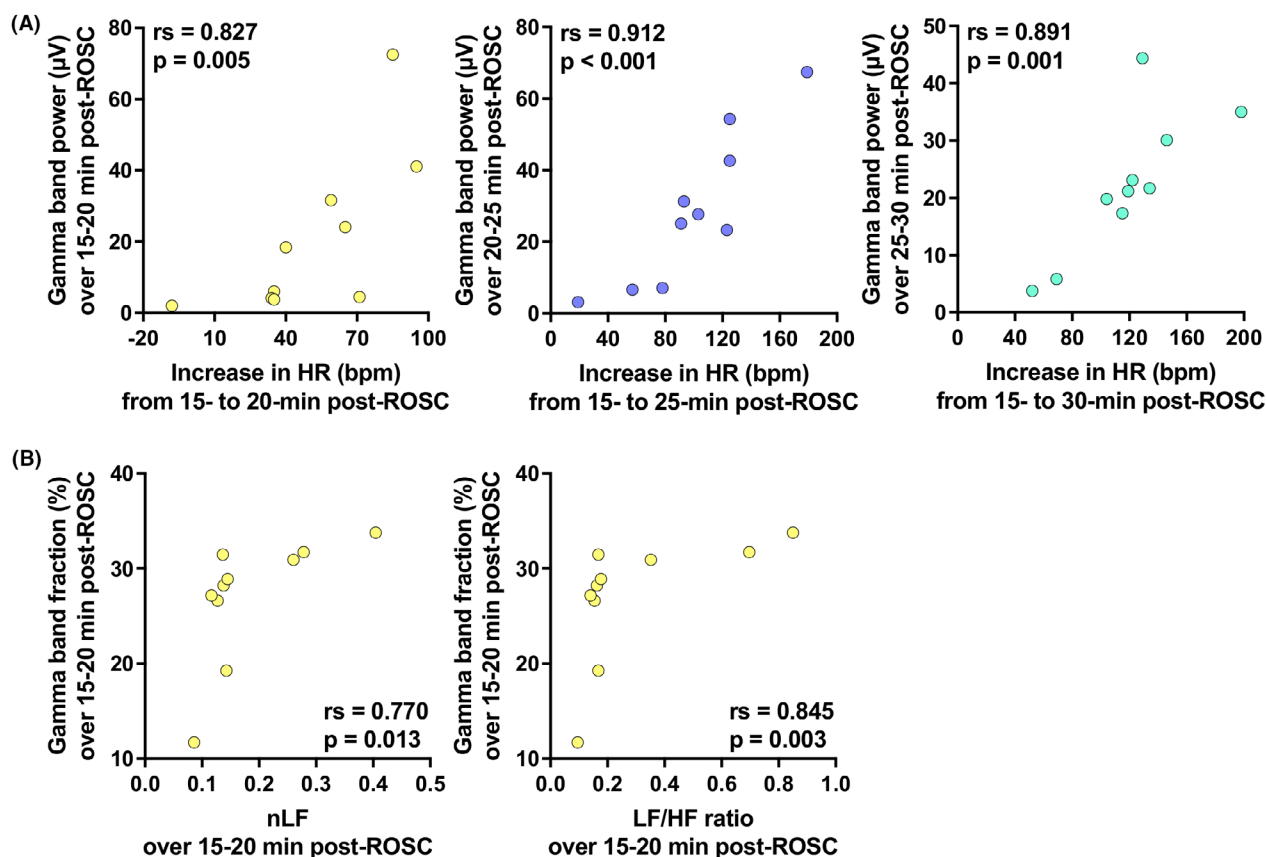 (A)
rs = 0.827
p = 0.005
Gamma band power (µV)
over 15-20 min post-ROSC
80
60
40
20
0
-20 10 40 70 100
Increase in HR (bpm)
from 15- to 20-min post-ROSC
rs = 0.912
p < 0.001
Gamma band power (µV)
over 20-25 min post-ROSC
80
60
40
20
0
0 40 80 120 160 200
Increase in HR (bpm)
from 15- to 25-min post-ROSC
rs = 0.891
p = 0.001
Gamma band power (µV)
over 25-30 min post-ROSC
50
40
30
20
10
0
0 40 80 120 160 200
Increase in HR (bpm)
from 15- to 30-min post-ROSC
(B)
Gamma band fraction (%)
over 15-20 min post-ROSC
40
30
20
10
rs = 0.770
p = 0.013
0.0 0.1 0.2 0.3 0.4 0.5
nLF
over 15-20 min post-ROSC
Gamma band fraction (%)
over 15-20 min post-ROSC
40
30
20
10
rs = 0.845
p = 0.003
0.0 0.2 0.4 0.6 0.8 1.0
LF/HF ratio
over 15-20 min post-ROSC